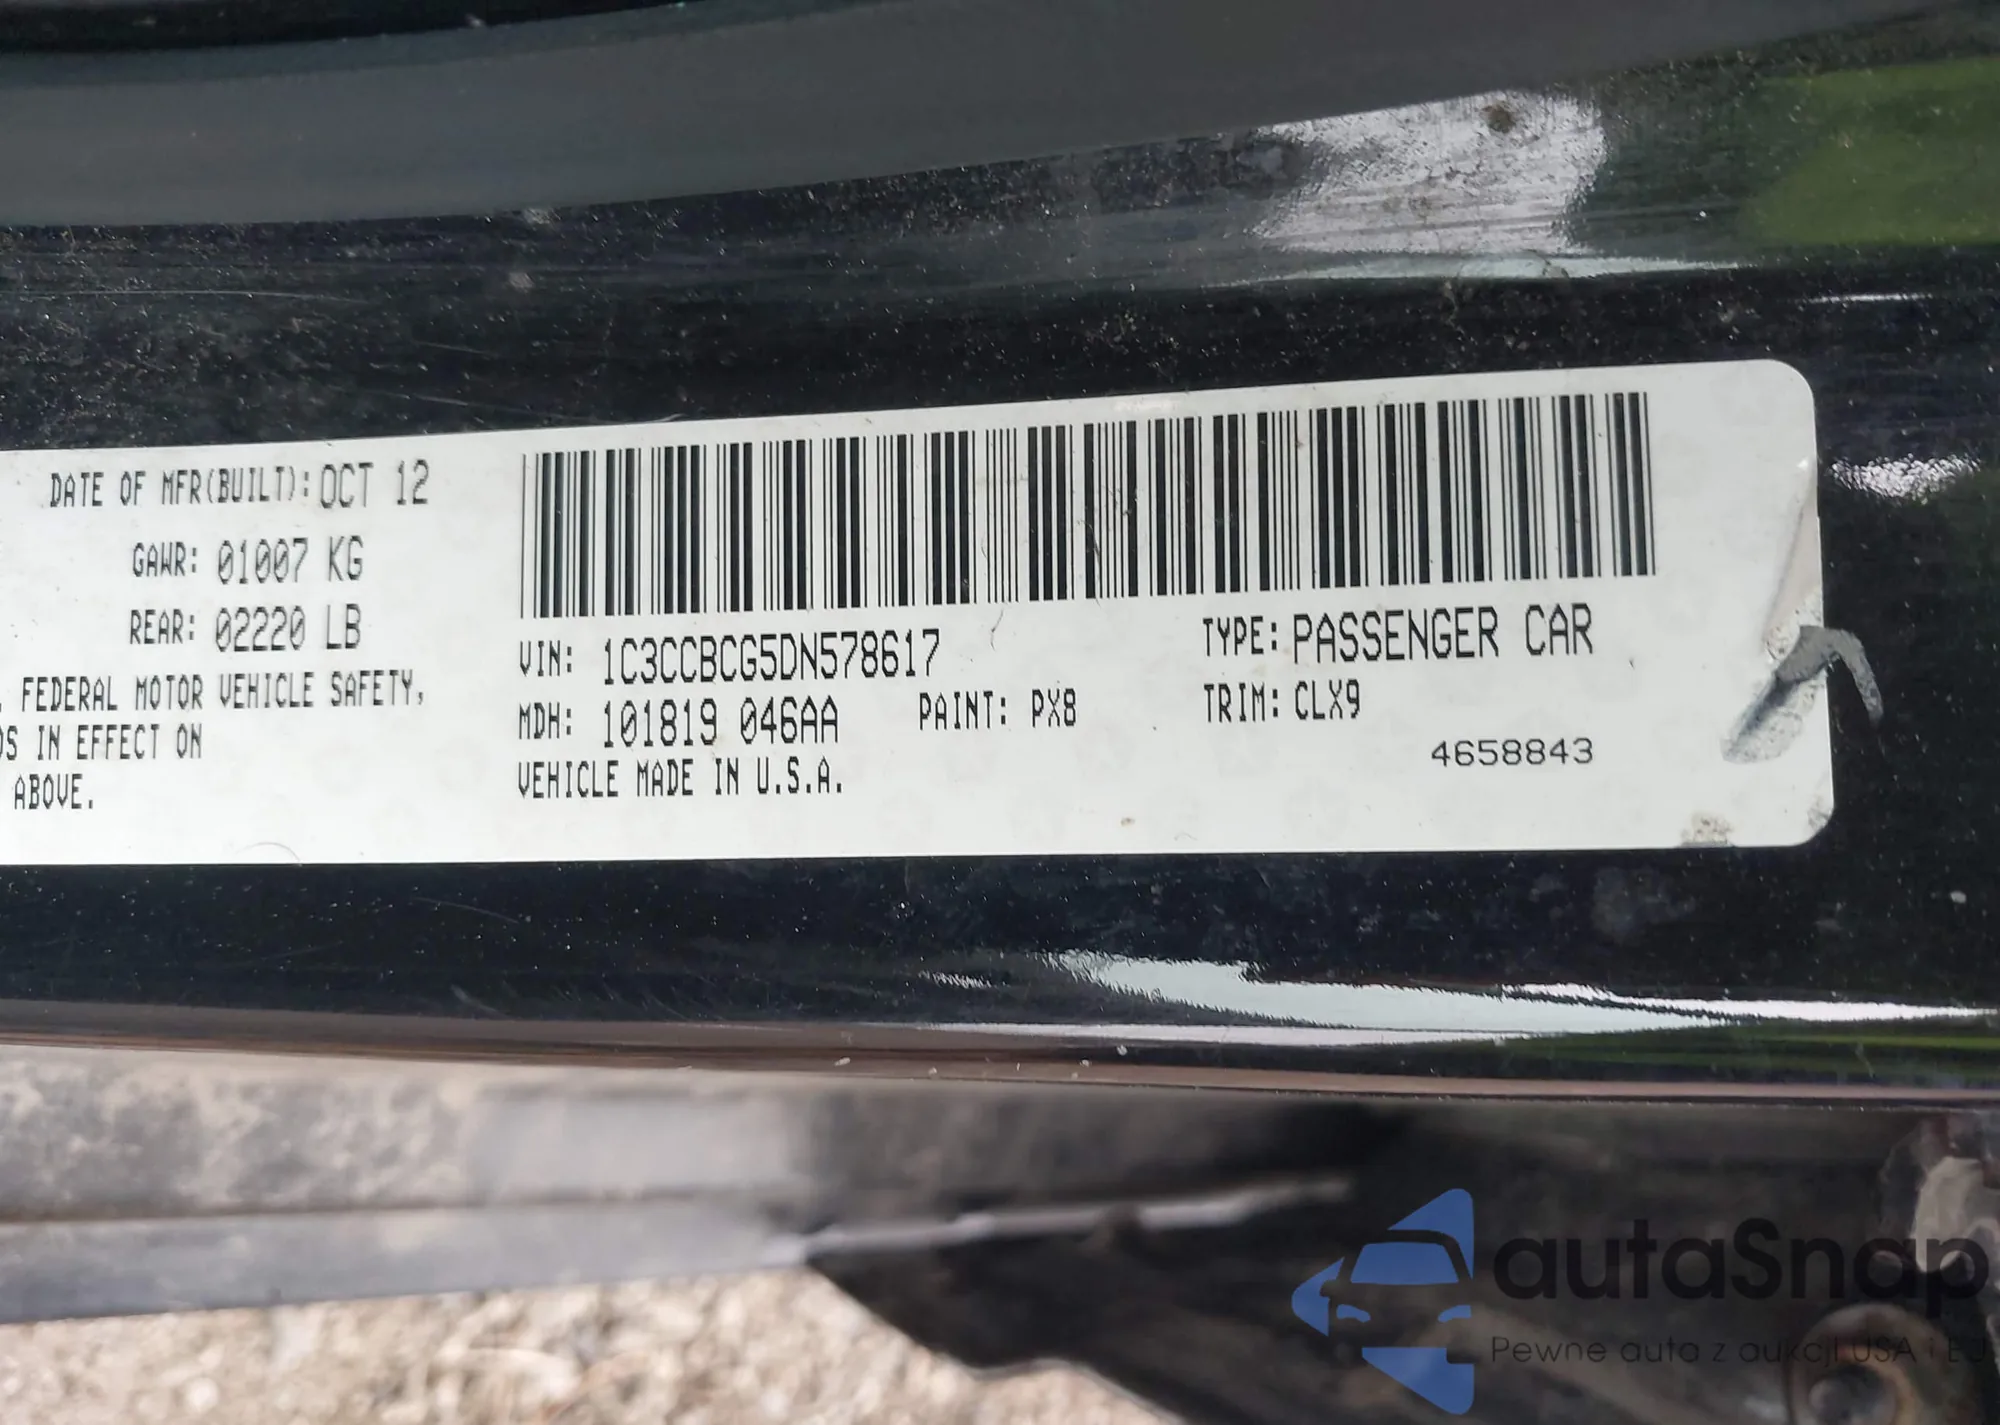 DATE OF MFR(BUILT): OCT 12
GAWR: 01007 KG
REAR: 02220 LB
FEDERAL MOTOR VEHICLE SAFETY,
IN EFFECT ON
ABOVE.
VIN: 1C3CCBCG5DN578617
TYPE: PASSENGER CAR
MDH: 101819 046AA
PAINT: PX8
TRIM: CLX9
VEHICLE MADE IN U.S.A.
4658843
autaSnap
Pewne auta z aukcji USA i EU